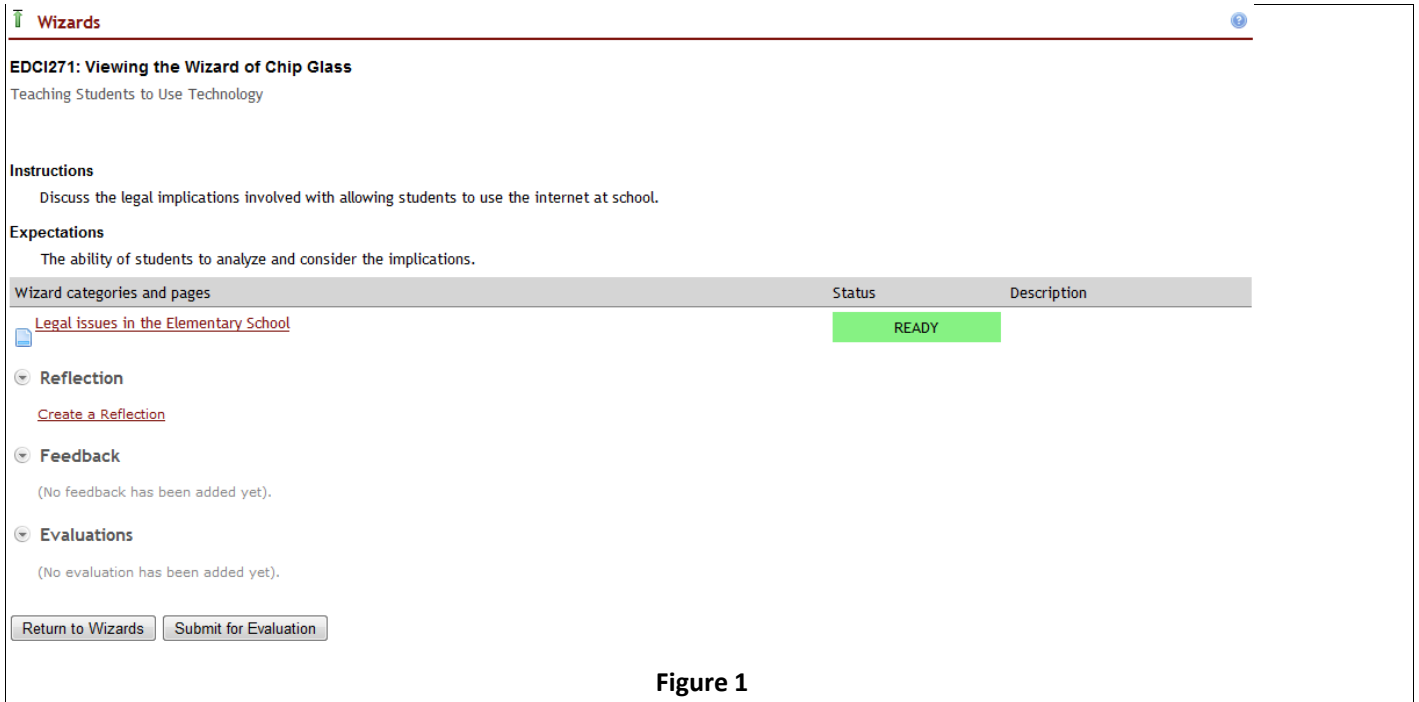 Wizards
EDCI271: Viewing the Wizard of Chip Glass
Teaching Students to Use Technology
Instructions
Discuss the legal implications involved with allowing students to use the internet at school.
Expectations
The ability of students to analyze and consider the implications.
Wizard categories and pages Status Description
Legal issues in the Elementary School READY
Reflection
Create a Reflection
Feedback
(No feedback has been added yet).
Evaluations
(No evaluation has been added yet).
Return to Wizards Submit for Evaluation
Figure 1